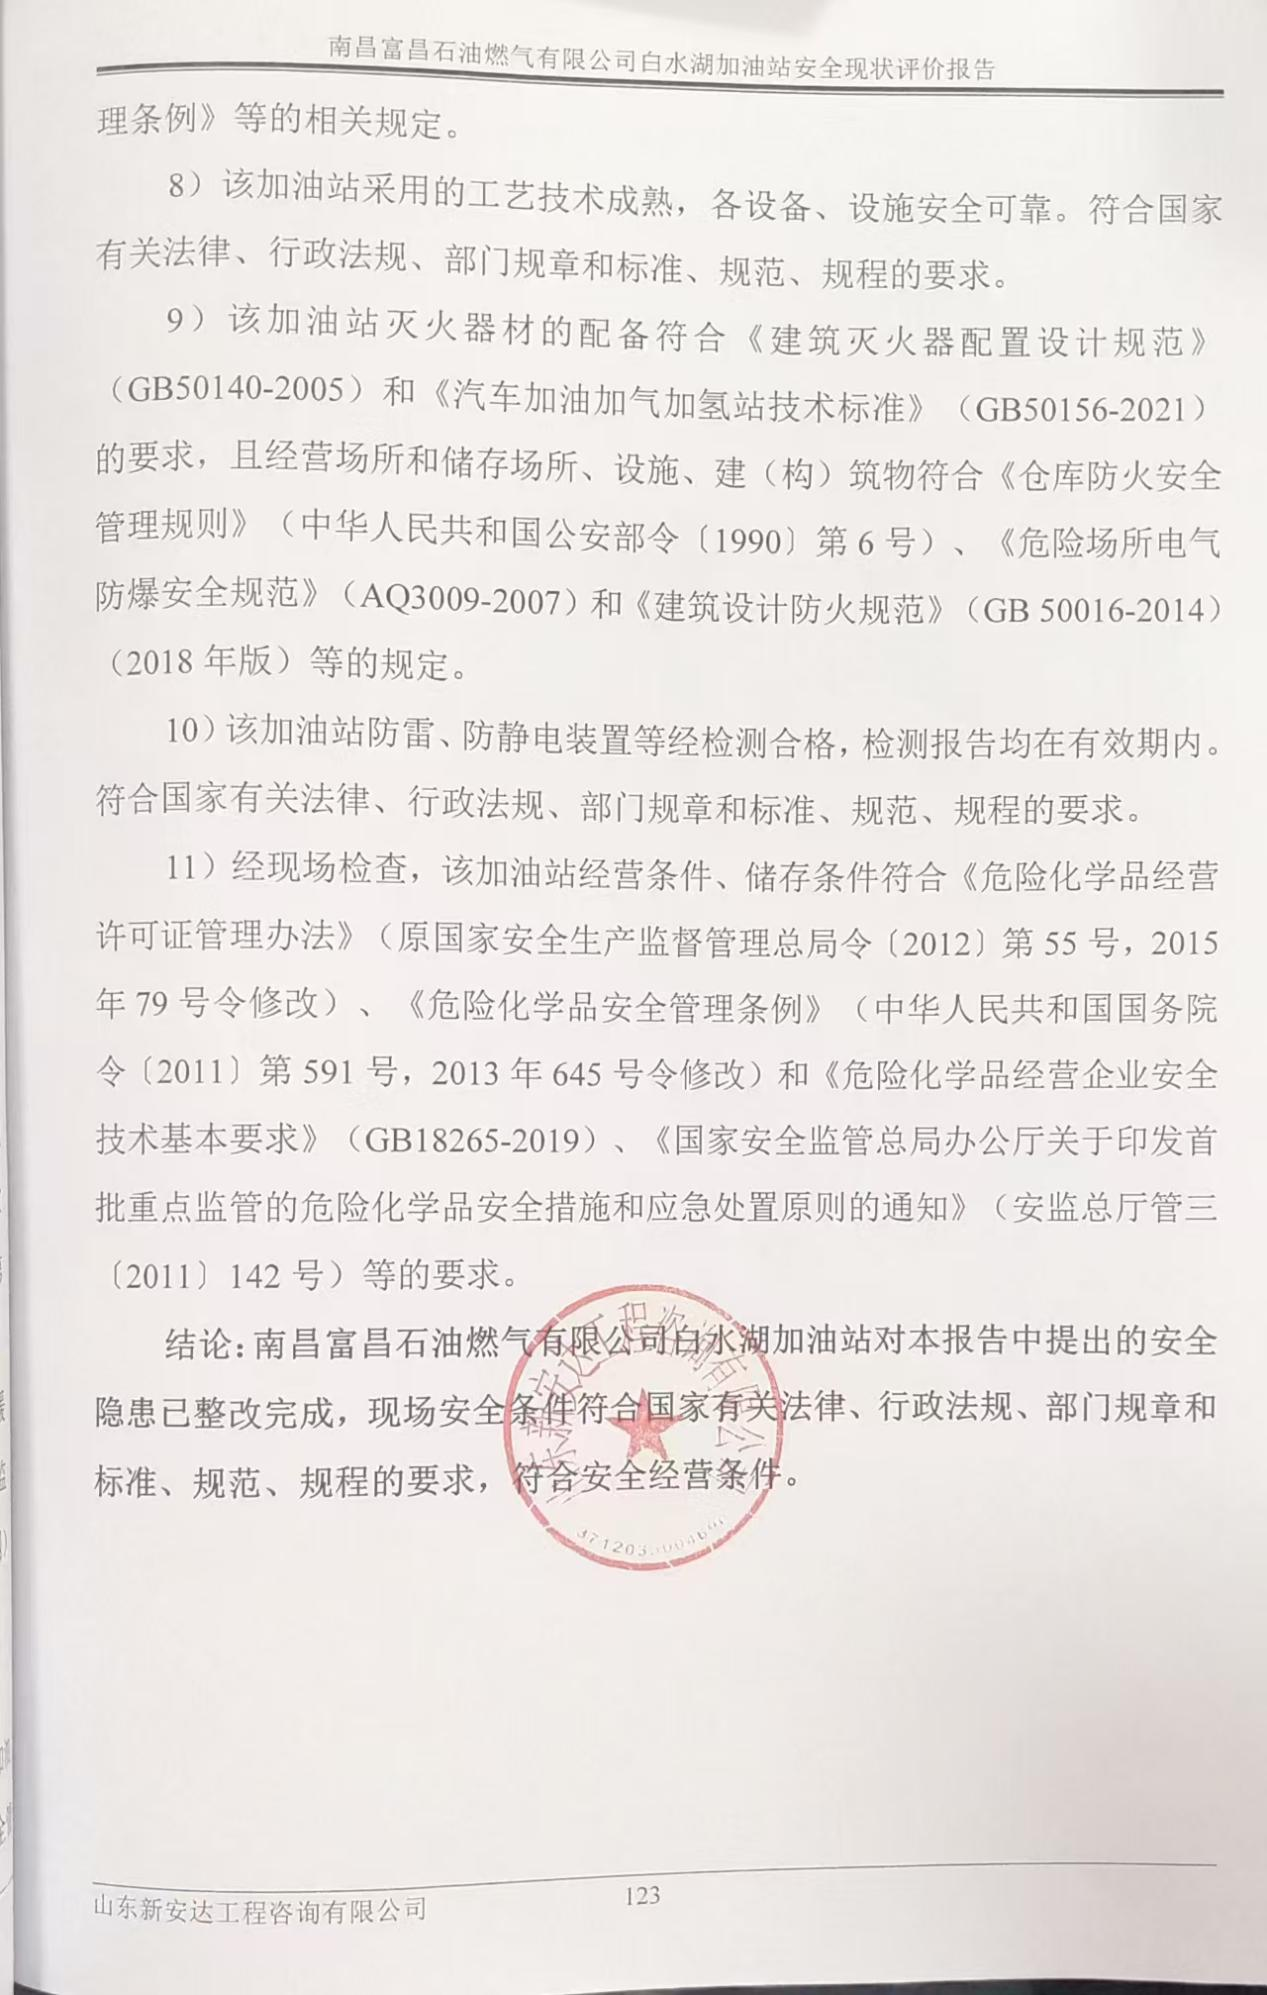 南昌富昌石油燃气有限公司白水湖加油站安全现状评价报告
理条例》等的相关规定。
8）该加油站采用的工艺技术成熟，各设备、设施安全可靠。符合国家
有关法律、行政法规、部门规章和标准、规范、规程的要求。
9）该加油站灭火器材的配备符合《建筑灭火器配置设计规范》
（GB50140-2005）和《汽车加油加气加氢站技术标准》（GB50156-2021）
的要求，且经营场所和储存场所、设施、建（构）筑物符合《仓库防火安全
管理规则》（中华人民共和国公安部令〔1990〕第 6 号）、《危险场所电气
防爆安全规范》（AQ3009-2007）和《建筑设计防火规范》（GB 50016-2014）
（2018 年版）等的规定。
10）该加油站防雷、防静电装置等经检测合格，检测报告均在有效期内。
符合国家有关法律、行政法规、部门规章和标准、规范、规程的要求。
11）经现场检查，该加油站经营条件、储存条件符合《危险化学品经营
许可证管理办法》（原国家安全生产监督管理总局令〔2012〕第 55 号，2015
年 79 号令修改）、《危险化学品安全管理条例》（中华人民共和国国务院
令〔2011〕第 591 号，2013 年 645 号令修改）和《危险化学品经营企业安全
技术基本要求》（GB18265-2019）、《国家安全监管总局办公厅关于印发首
批重点监管的危险化学品安全措施和应急处置原则的通知》（安监总厅管三
〔2011〕142 号）等的要求。
结论：南昌富昌石油燃气有限公司白水湖加油站对本报告中提出的安全
隐患已整改完成，现场安全条件符合国家有关法律、行政法规、部门规章和
标准、规范、规程的要求，符合安全经营条件。
山东新安达工程咨询有限公司
山东新安达工程咨询有限公司
123